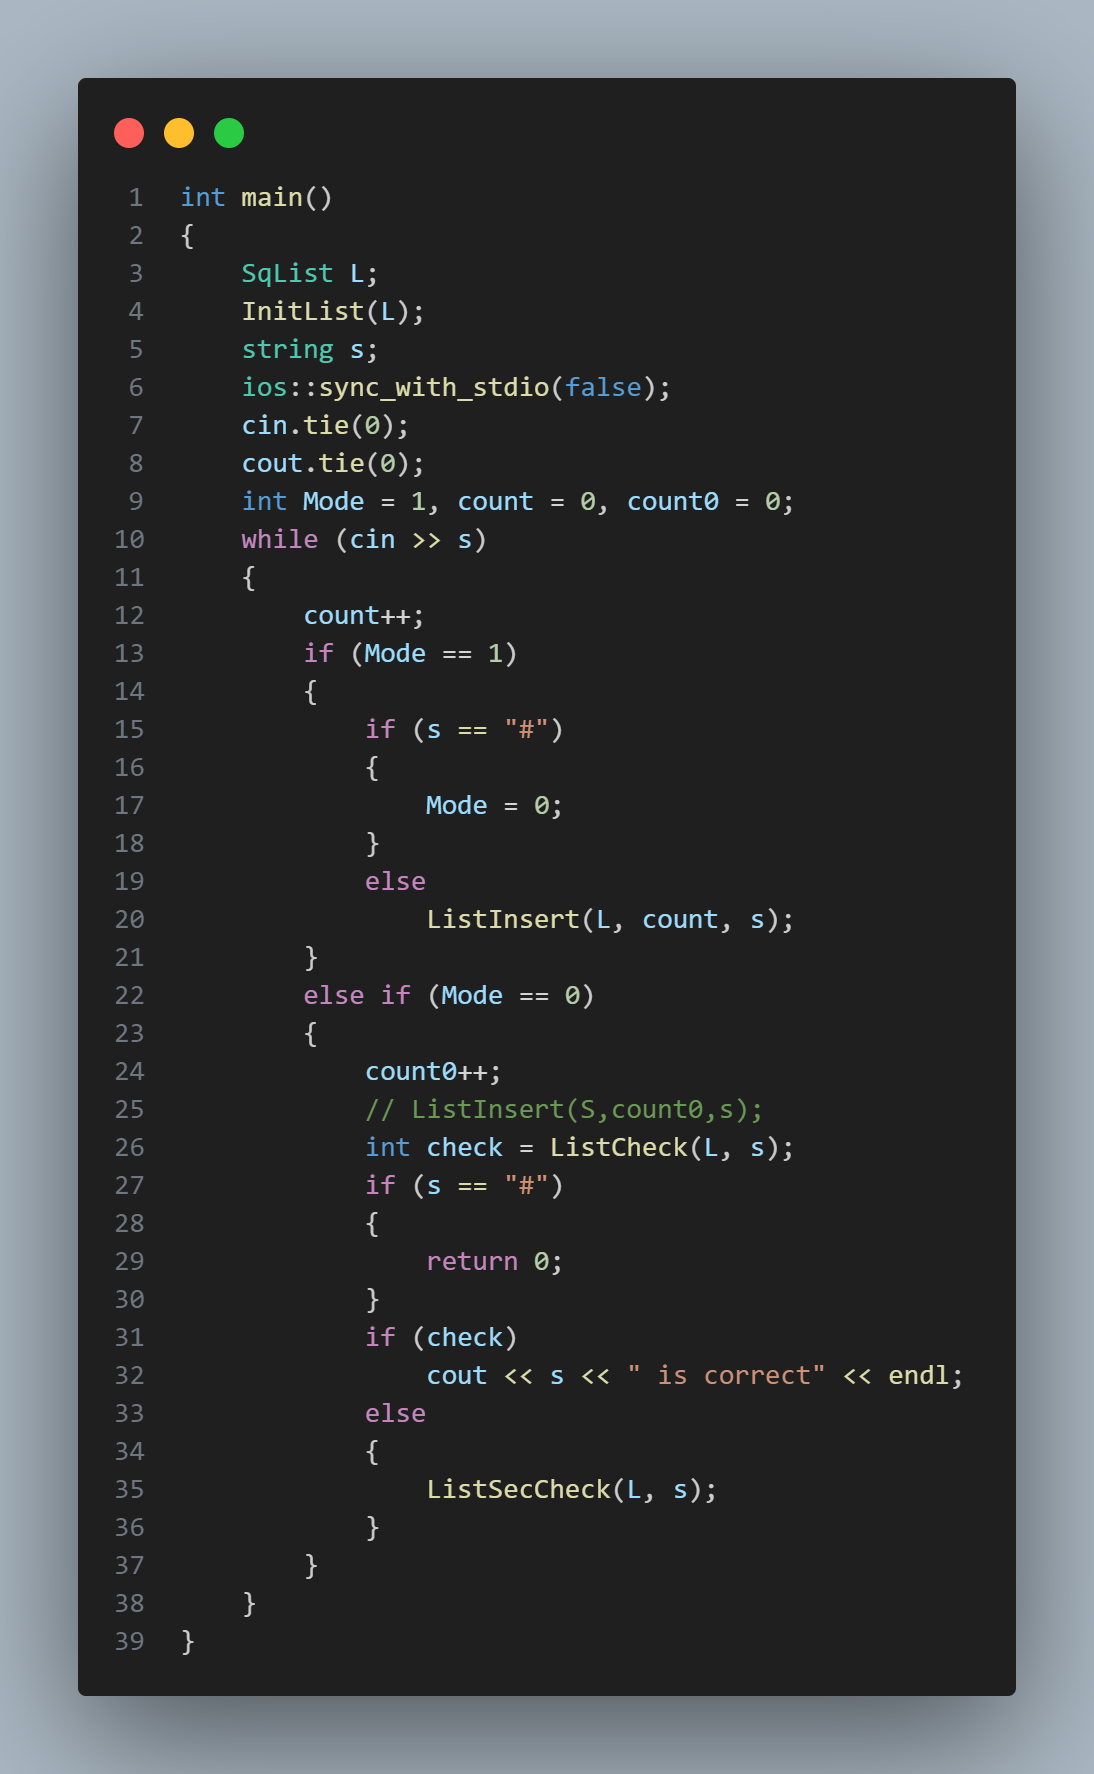 1 int main()
2 {
3     SqList L;
4     InitList(L);
5     string s;
6     ios::sync_with_stdio(false);
7     cin.tie(0);
8     cout.tie(0);
9     int Mode = 1, count = 0, count0 = 0;
10     while (cin >> s)
11     {
12         count++;
13         if (Mode == 1)
14         {
15             if (s == "#")
16             {
17                 Mode = 0;
18             }
19             else
20                 ListInsert(L, count, s);
21         }
22         else if (Mode == 0)
23         {
24             count0++;
25             // ListInsert(S,count0,s);
26             int check = ListCheck(L, s);
27             if (s == "#")
28             {
29                 return 0;
30             }
31             if (check)
32                 cout << s << " is correct" << endl;
33             else
34             {
35                 ListSecCheck(L, s);
36             }
37         }
38     }
39 }